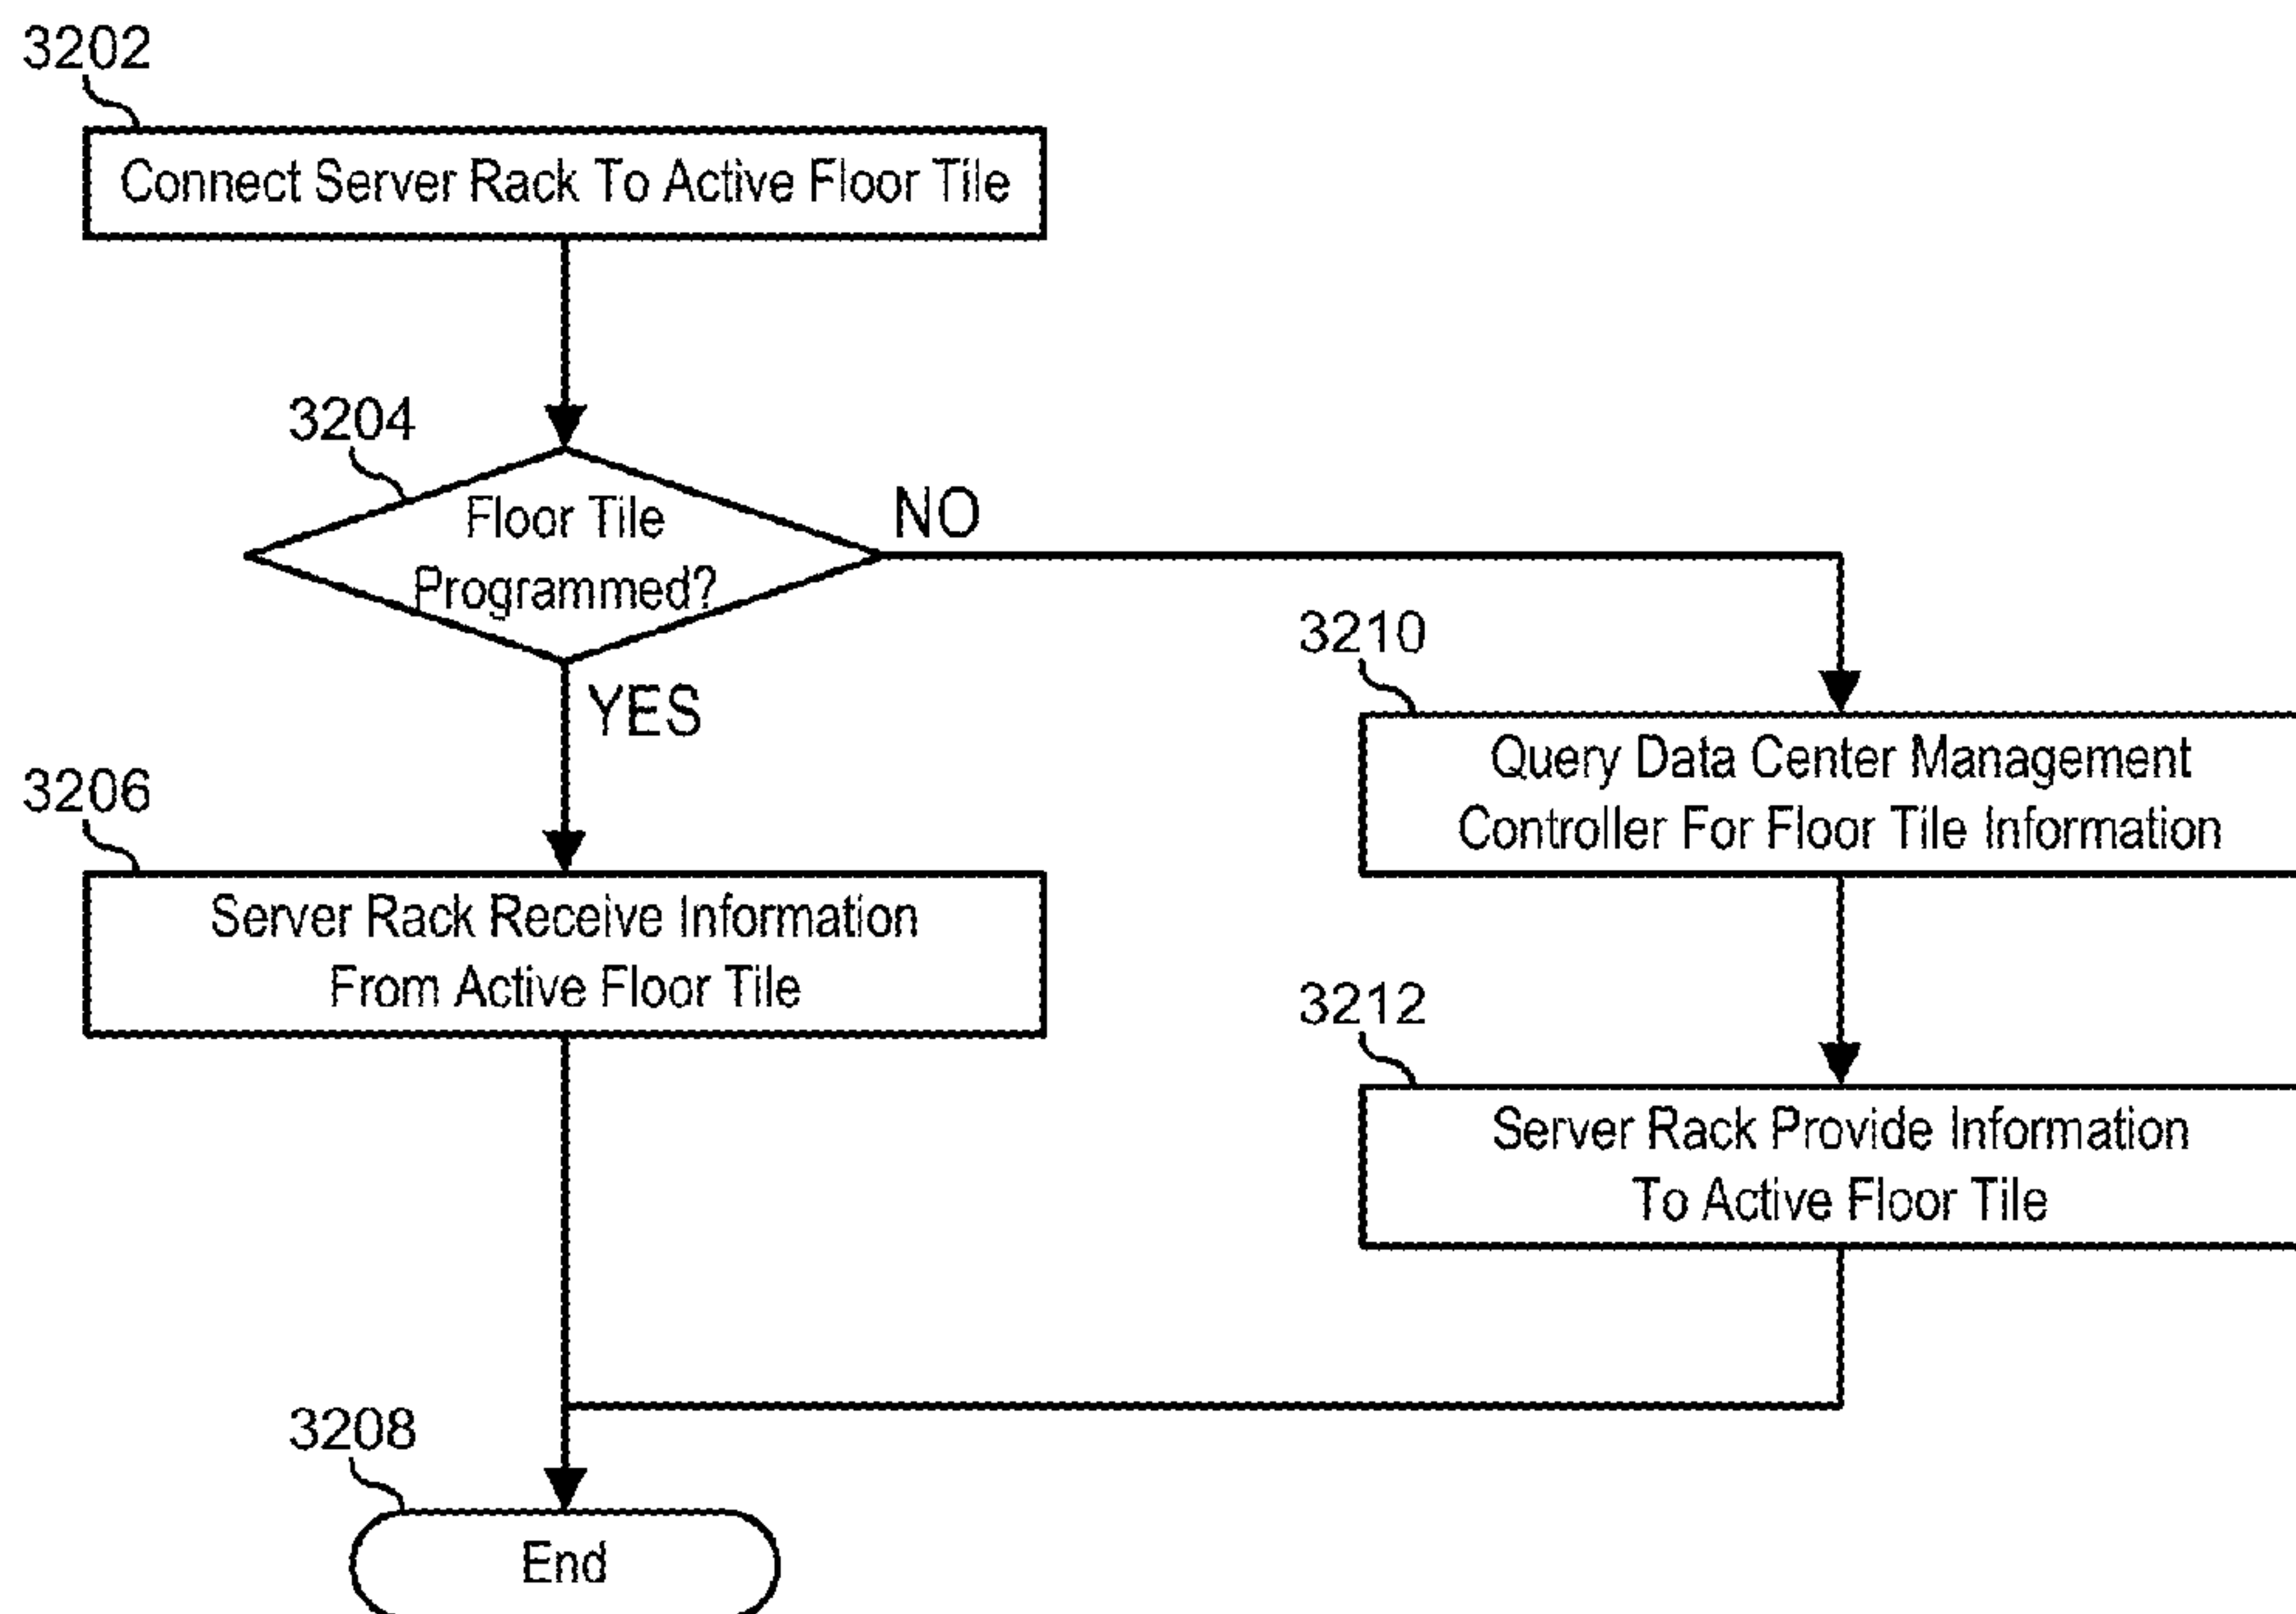 3202
Connect Server Rack To Active Floor Tile
3204
Floor Tile
Programmed?
NO
YES
3210
Query Data Center Management
Controller For Floor Tile Information
3206
Server Rack Receive Information
From Active Floor Tile
3212
Server Rack Provide Information
To Active Floor Tile
3208
End